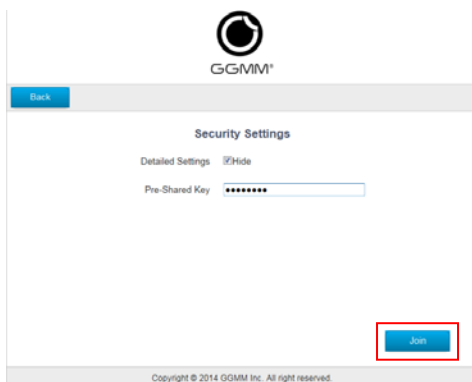 GGMM®
Back
Security Settings
Detailed Settings Hide
Pre-Shared Key ••••••••
Join
Copyright © 2014 GGMM Inc. All right reserved.